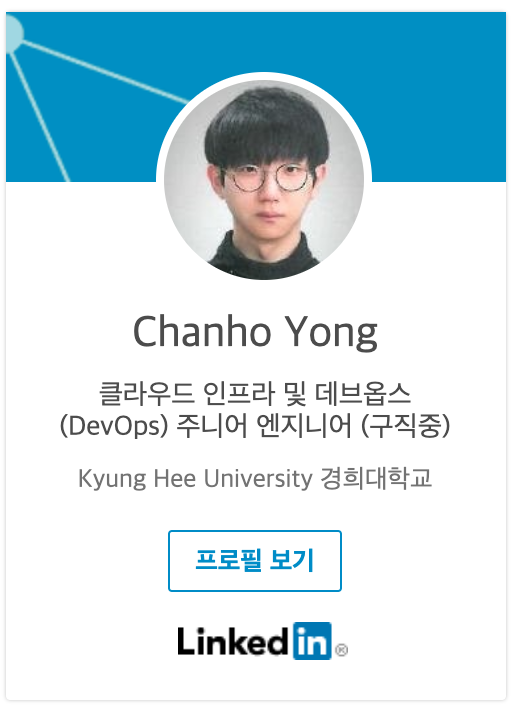 Chanho Yong
클라우드 인프라 및 데브옵스
(DevOps) 주니어 엔지니어 (구직중)
Kyung Hee University 경희대학교
프로필 보기
Linked in ®